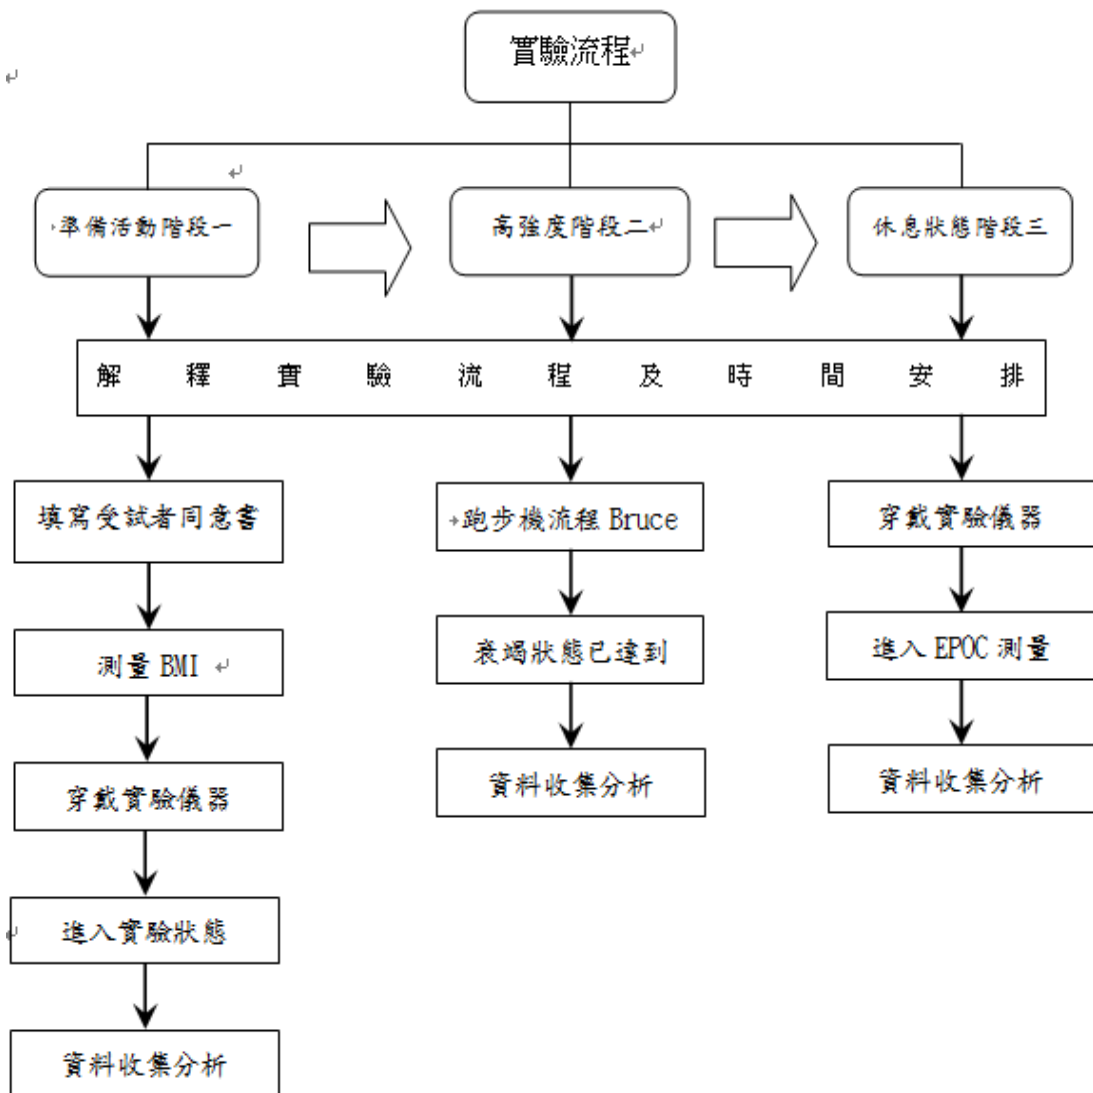 實驗流程
準備活動階段一
高強度階段二
休息狀態階段三
解釋實驗流程及時間安排
填寫受試者同意書
測量 BMI
穿戴實驗儀器
進入實驗狀態
資料收集分析
跑步機流程 Bruce
衰竭狀態已達到
資料收集分析
穿戴實驗儀器
進入 EPOC 測量
資料收集分析